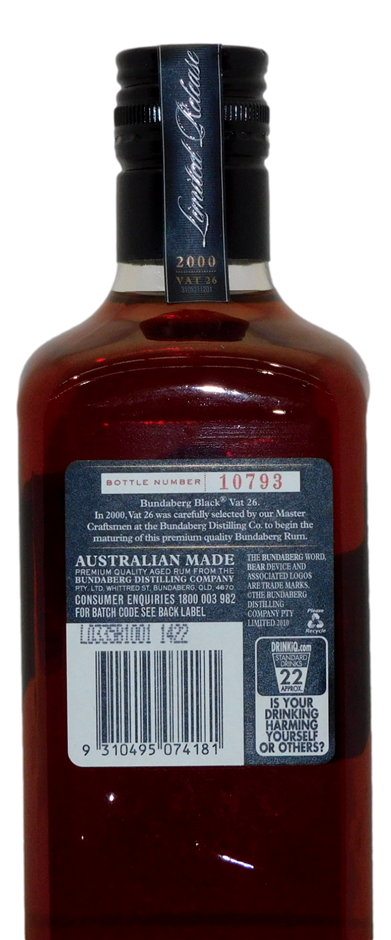 Limited Release
2000
VAT 26
BOTTLE NUMBER 10793
Bundaberg Black® Vat 26.
In 2000, Vat 26 was carefully selected by our Master
Craftsmen at the Bundaberg Distilling Co. to begin the
maturing of this premium quality Bundaberg Rum.
AUSTRALIAN MADE
PREMIUM QUALITY AGED RUM FROM THE
BUNDABERG DISTILLING COMPANY
PTY. LTD, WHITTRED ST, BUNDABERG, QLD, 4670.
CONSUMER ENQUIRIES 1800 003 982
FOR BATCH CODE SEE BACK LABEL
THE BUNDABERG WORD,
BEAR DEVICE AND
ASSOCIATED LOGOS
ARE TRADE MARKS.
©THE BUNDABERG
DISTILLING
COMPANY PTY
LIMITED 2010
Please
Recycle
L0339B1001 1422
9 310495 074181
DRINKiQ.com
STANDARD
DRINKS
22
APPROX.
IS YOUR
DRINKING
HARMING
YOURSELF
OR OTHERS?